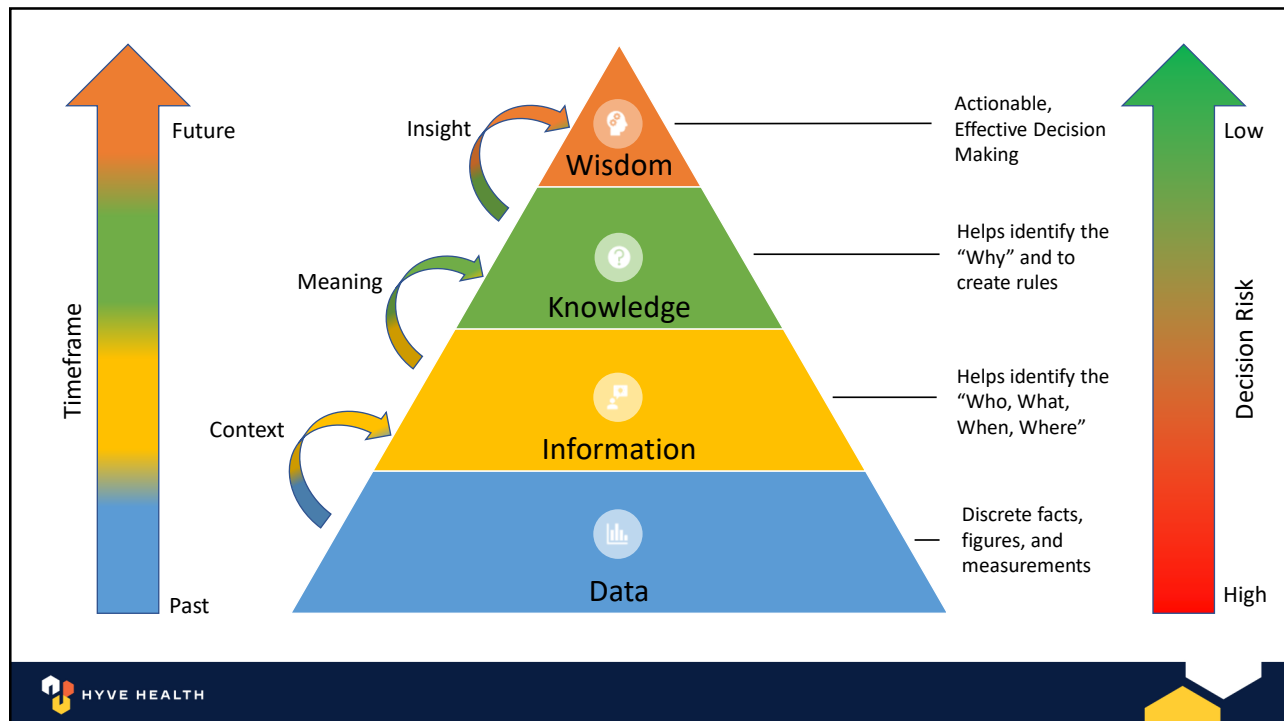 Timeframe
Future
Past
Insight
Meaning
Context
Wisdom
Knowledge
Information
Data
Actionable,
Effective Decision
Making
Helps identify the
“Why” and to
create rules
Helps identify the
“Who, What,
When, Where”
Discrete facts,
figures, and
measurements
Low
High
Decision Risk
HYVE HEALTH